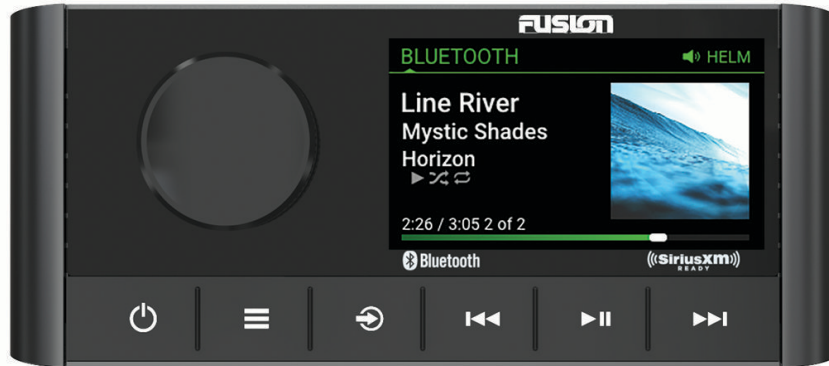 FUSION
BLUETOOTH
HELM
Line River
Mystic Shades
Horizon
2:26 / 3:05 2 of 2
Bluetooth
((SiriusXM))
READY